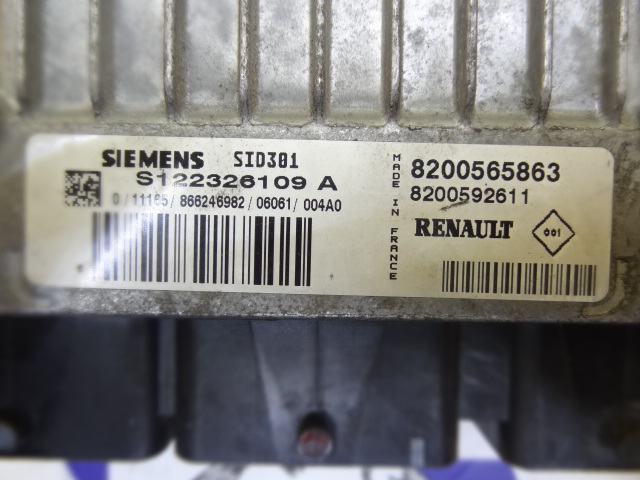 SIEMENS SID301
S122326109 A
0/11165/866246982/06061/004A0
MADE IN FRANCE
8200565863
8200592611
RENAULT
001